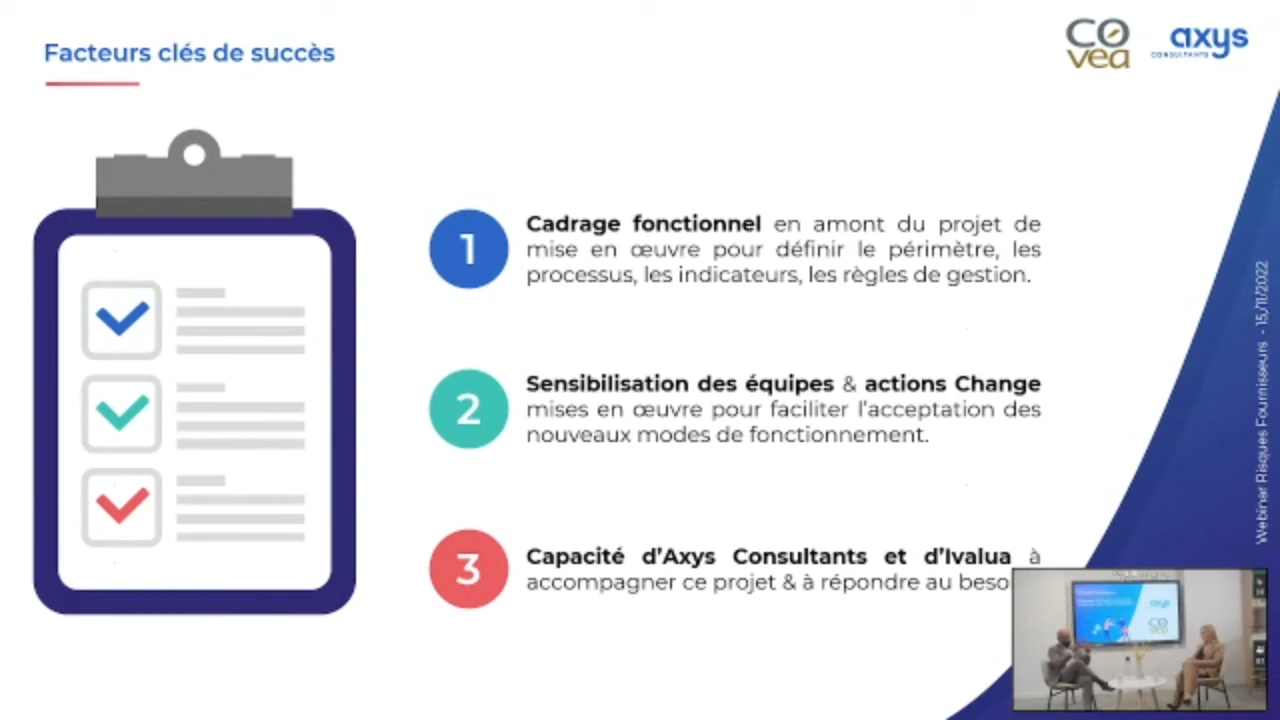 Facteurs clés de succès
co
vea
axys
CONSULTANTS
1
Cadrage fonctionnel en amont du projet de
mise en œuvre pour définir le périmètre, les
processus, les indicateurs, les règles de gestion.
2
Sensibilisation des équipes & actions Change
mises en œuvre pour faciliter l'acceptation des
nouveaux modes de fonctionnement.
3
Capacité d'Axys Consultants et d'Ivalua à
accompagner ce projet & à répondre au
Webinar Risques Fournisseurs - 15/11/2022
axys
co
vea